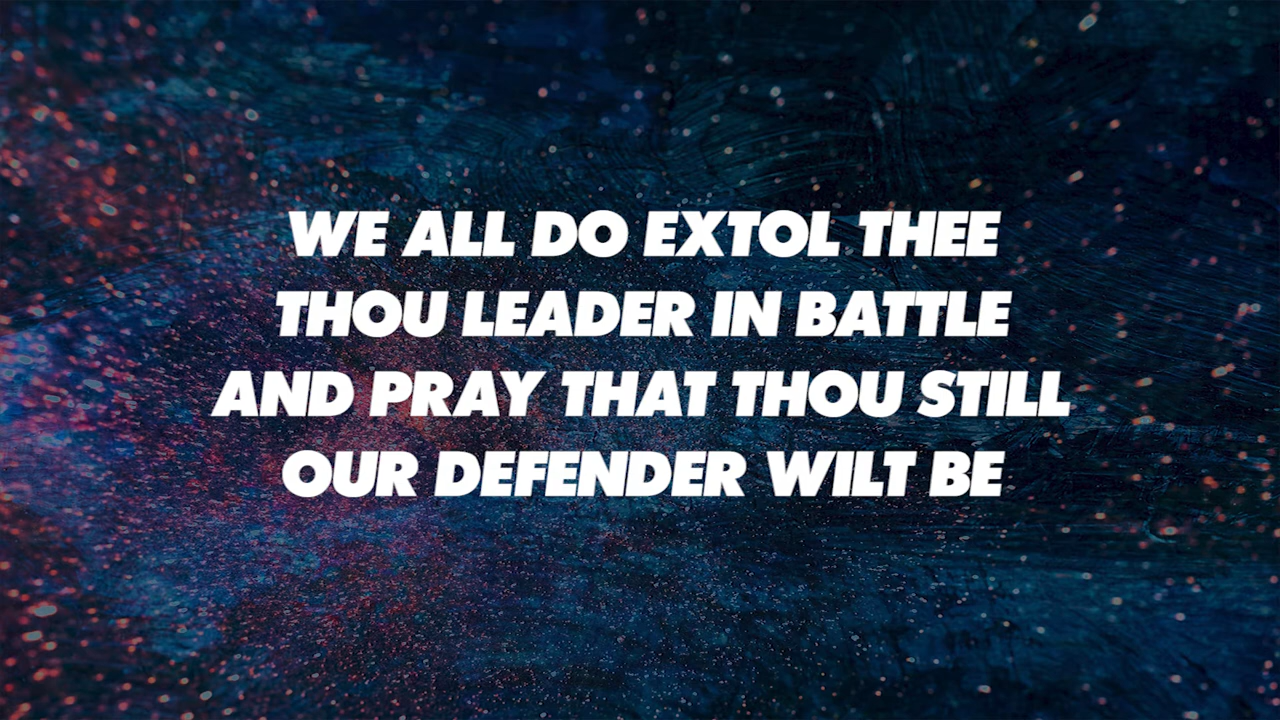 WE ALL DO EXTOL THEE
THOU LEADER IN BATTLE
AND PRAY THAT THOU STILL
OUR DEFENDER WILT BE